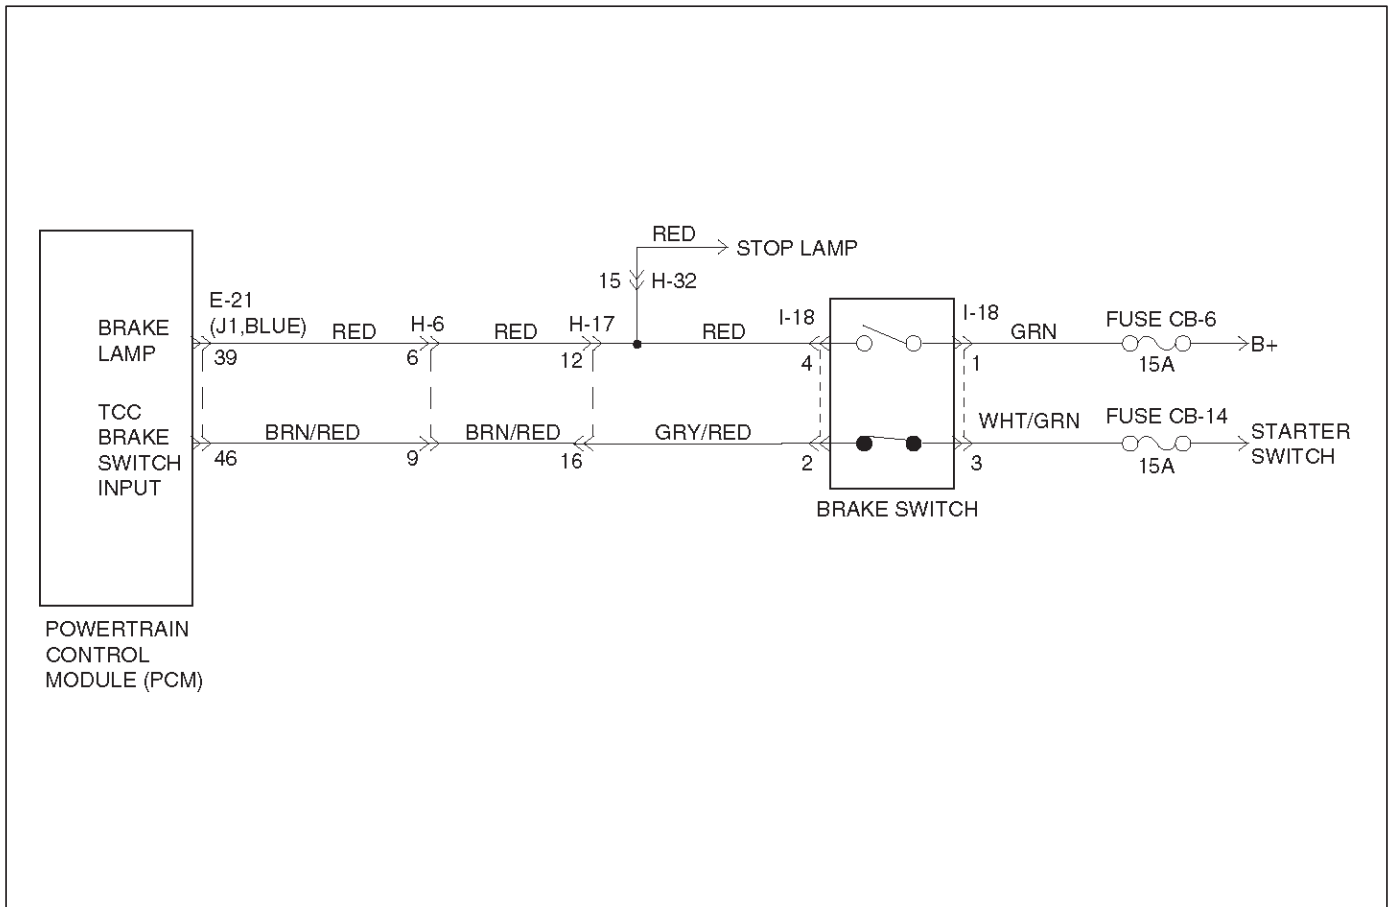 RED
STOP LAMP
15
H-32
E-21
(J1,BLUE)
BRAKE
LAMP
39
RED
H-6
6
RED
H-17
12
RED
I-18
4
I-18
1
GRN
FUSE CB-6
15A
B+
TCC
BRAKE
SWITCH
INPUT
46
BRN/RED
9
BRN/RED
16
GRY/RED
2
3
WHT/GRN
FUSE CB-14
15A
STARTER
SWITCH
BRAKE SWITCH
POWERTRAIN
CONTROL
MODULE (PCM)